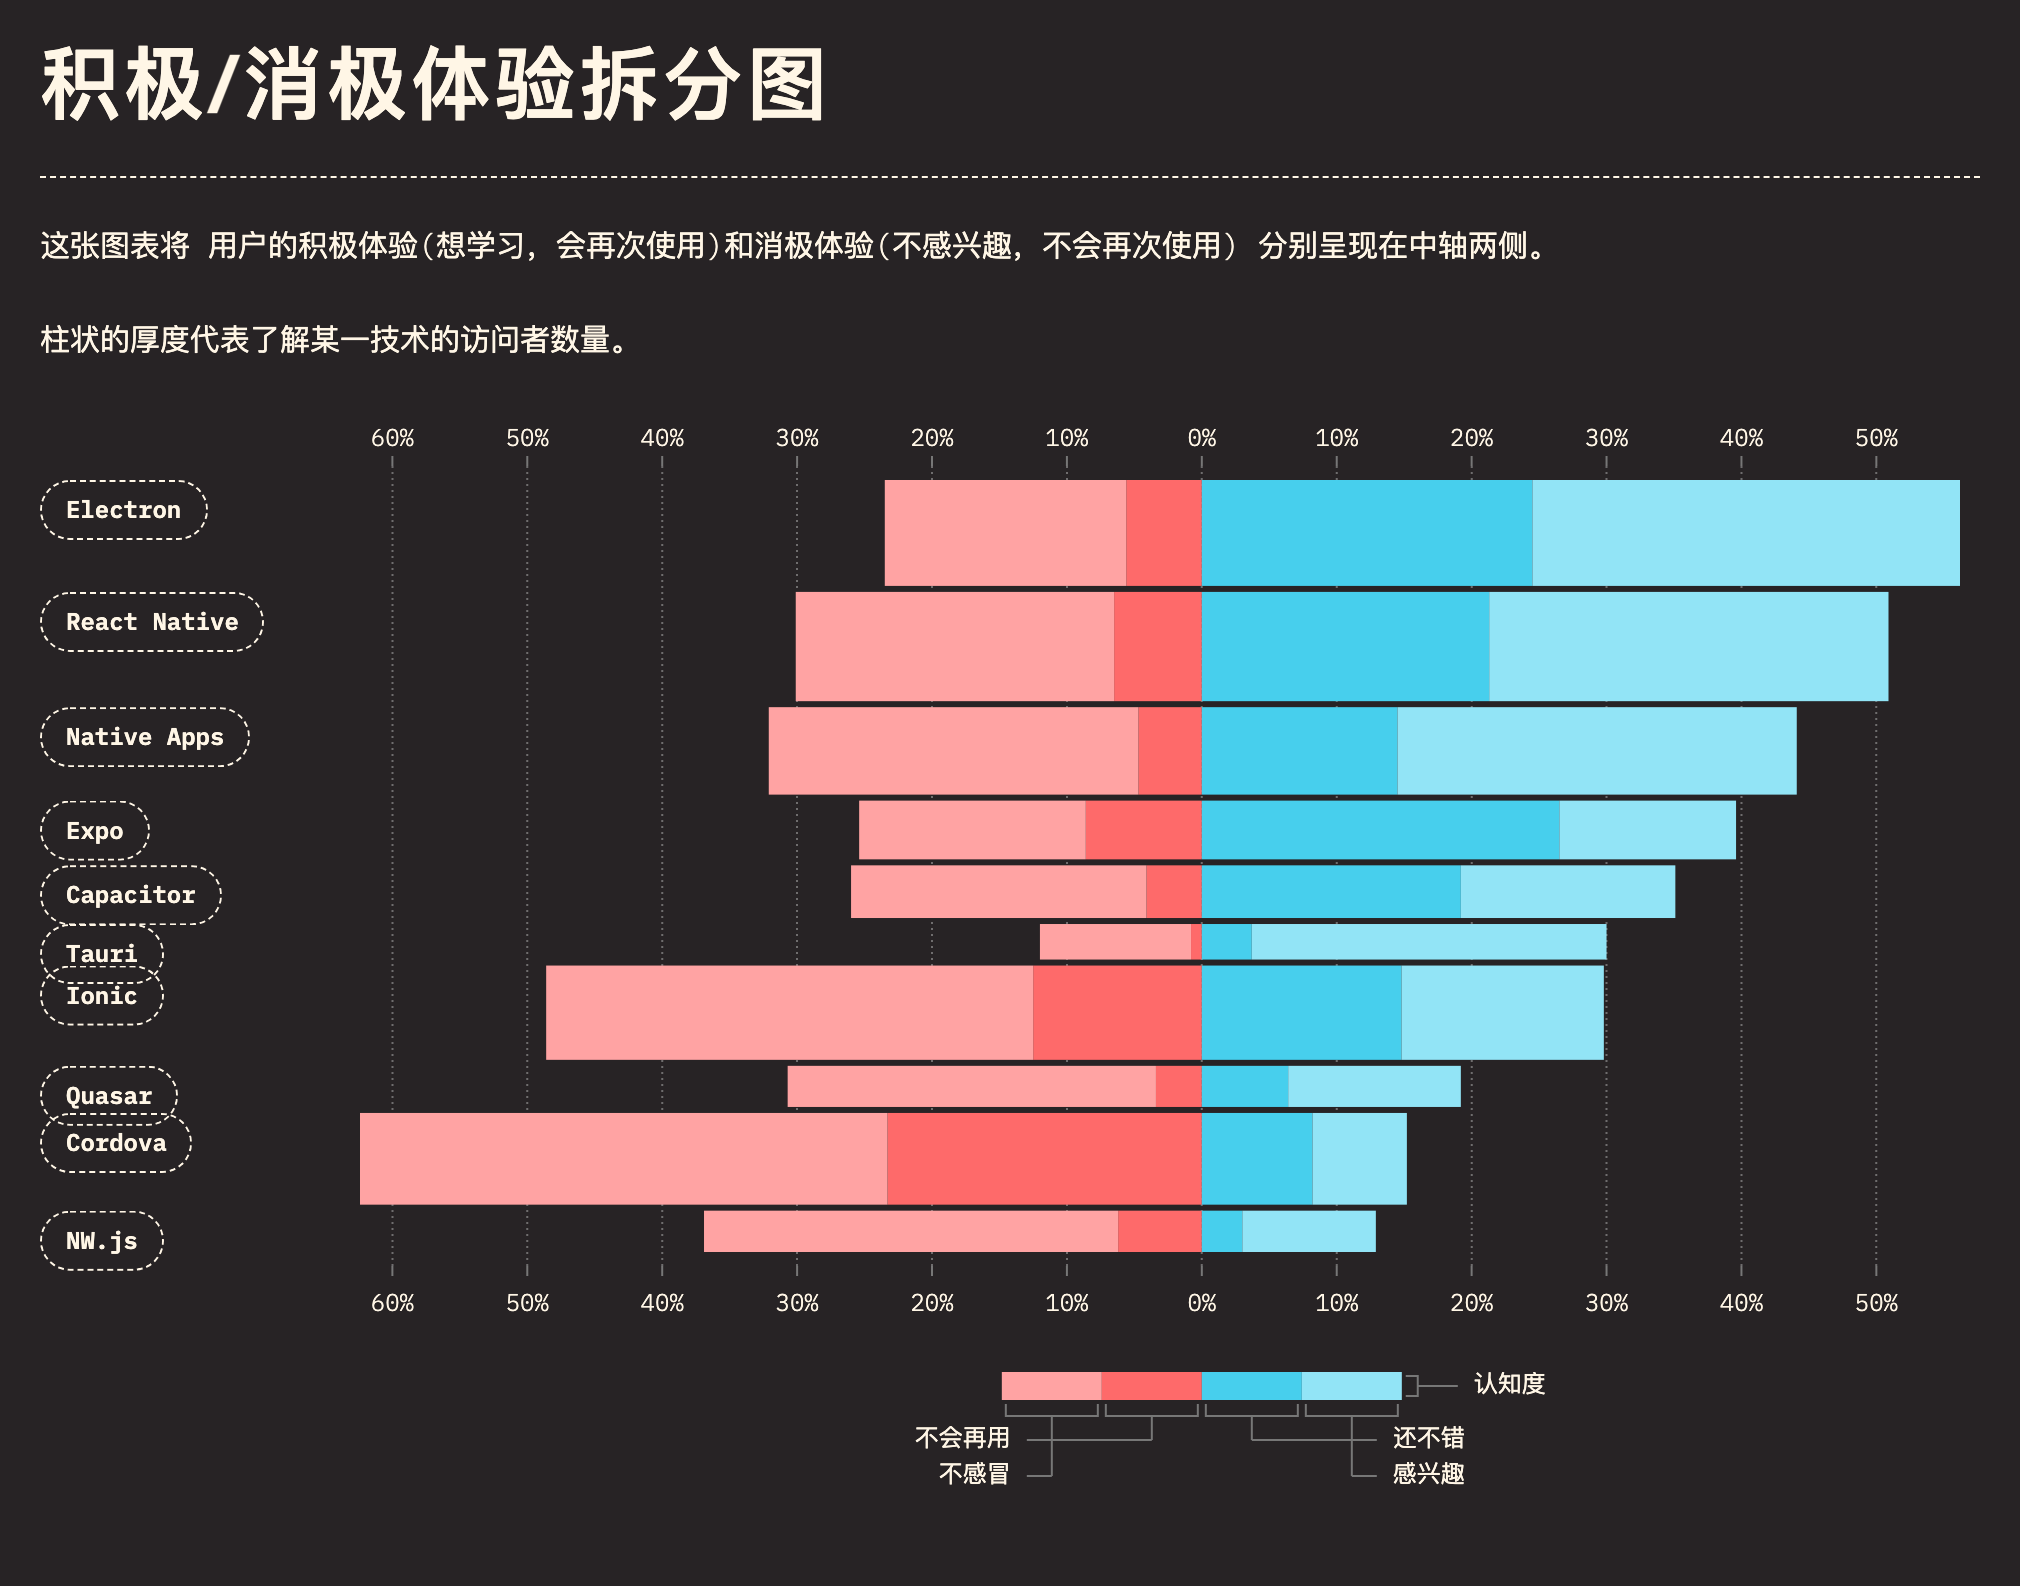 积极/消极体验拆分图
这张图表将 用户的积极体验(想学习, 会再次使用)和消极体验(不感兴趣, 不会再次使用) 分别呈现在中轴两侧。
柱状的厚度代表了解某一技术的访问者数量。
60% 50% 40% 30% 20% 10% 0% 10% 20% 30% 40% 50%
Electron
React Native
Native Apps
Expo
Capacitor
Tauri
Ionic
Quasar
Cordova
NW.js
60% 50% 40% 30% 20% 10% 0% 10% 20% 30% 40% 50%
认知度
不会再用 还不错
不感冒 感兴趣